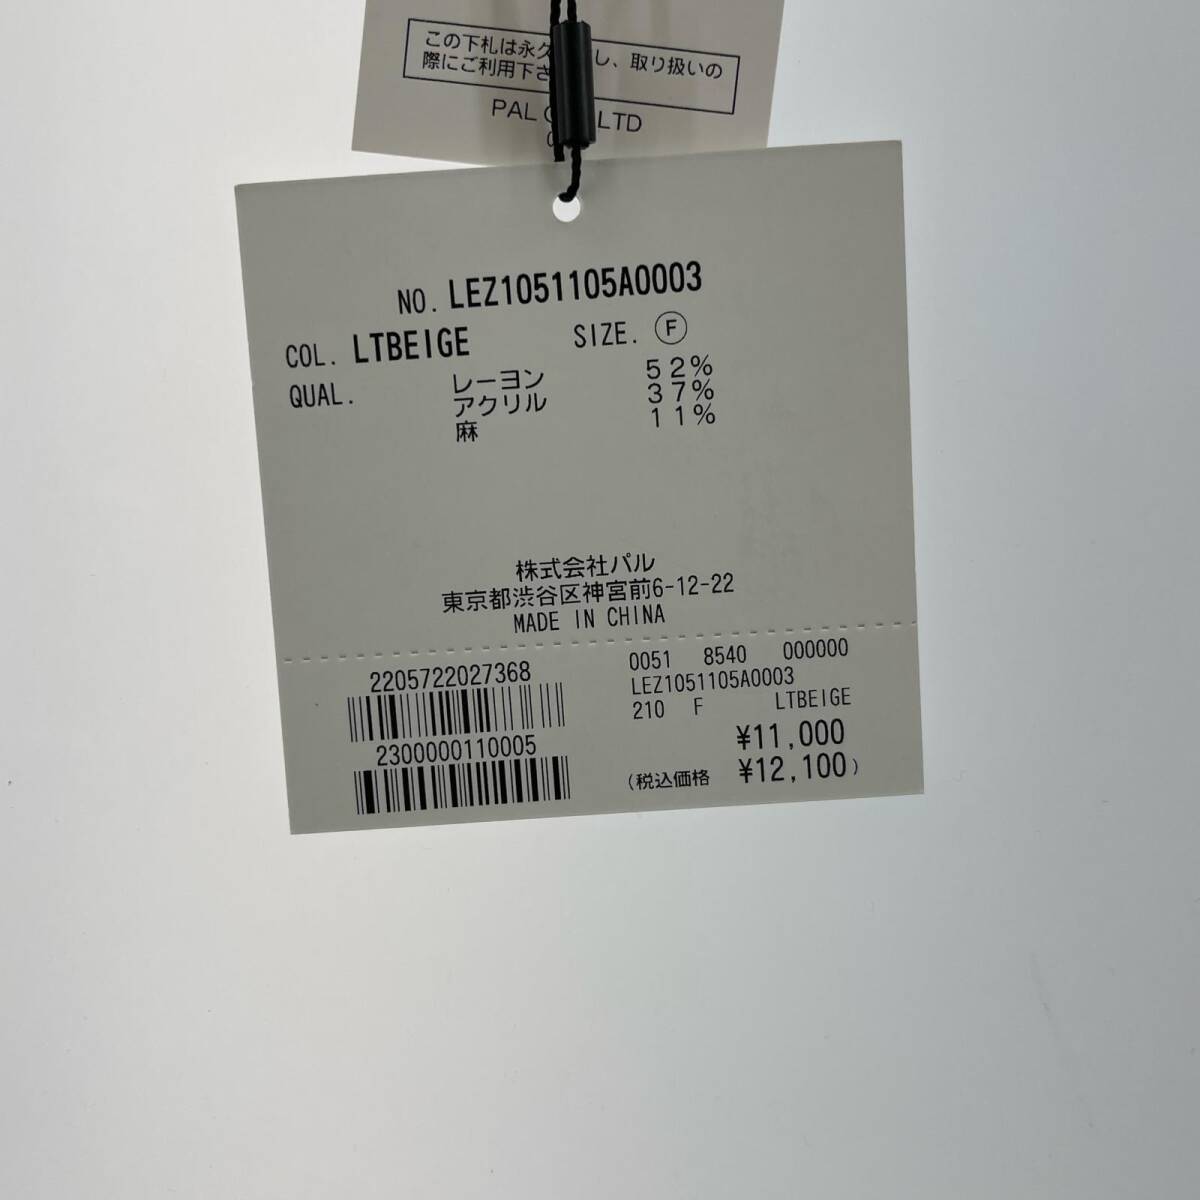 この下札は永久 し、取り扱いの
際にご利用下さ
PAL LTD
NO. LEZ1051105A0003
COL. LTBEIGE SIZE. Ⓕ
QUAL. レーヨン 52%
アクリル 37%
麻 11%
株式会社パル
東京都渋谷区神宮前6-12-22
MADE IN CHINA
2205722027368
2300000110005
0051 8540 000000
LEZ1051105A0003
210 F LTBEIGE
¥11,000
(税込価格 ¥12,100)